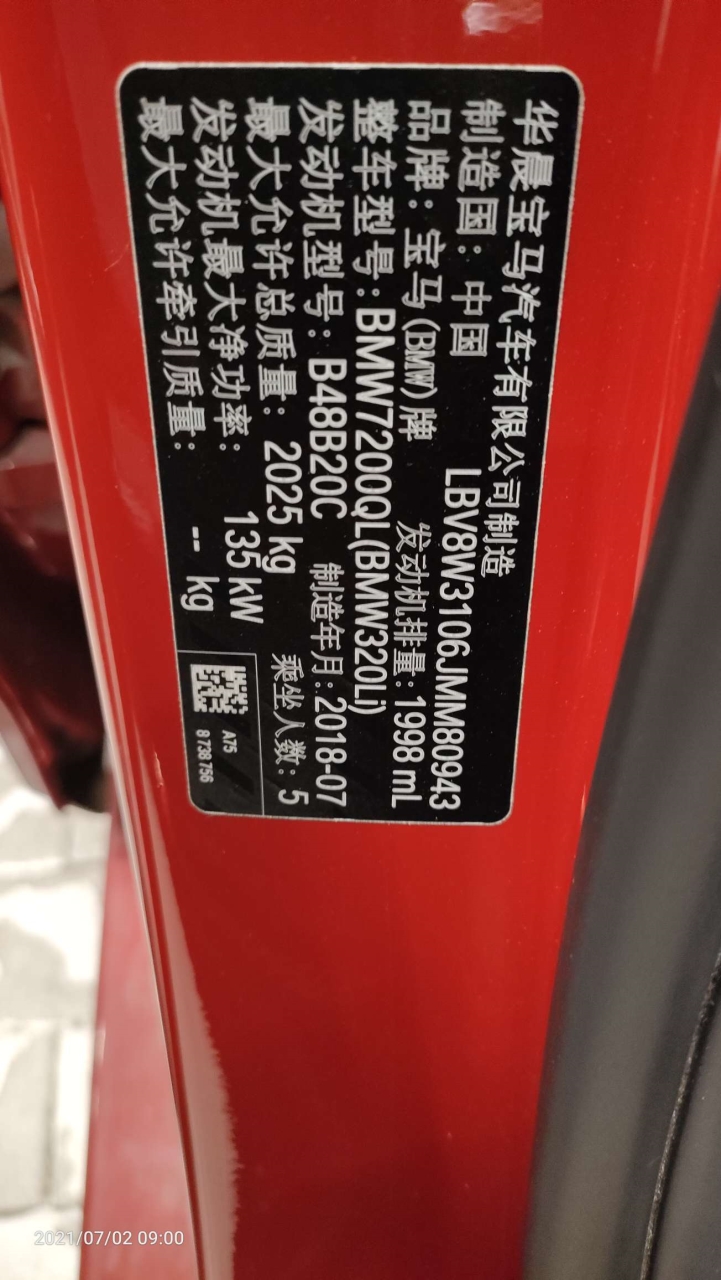 华晨宝马汽车有限公司制造
制造国：中国 LBV8W3106JMM80943
品牌：宝马(BMW)牌 发动机排量：1998 mL
整车型号：BMW7200QL(BMW320Li)
发动机型号：B48B20C 制造年月：2018-07
最大允许总质量：2025 kg 乘坐人数：5
发动机最大净功率：135 kW
最大允许牵引质量：-- kg
A75
8 738 756
2021/07/02 09:00